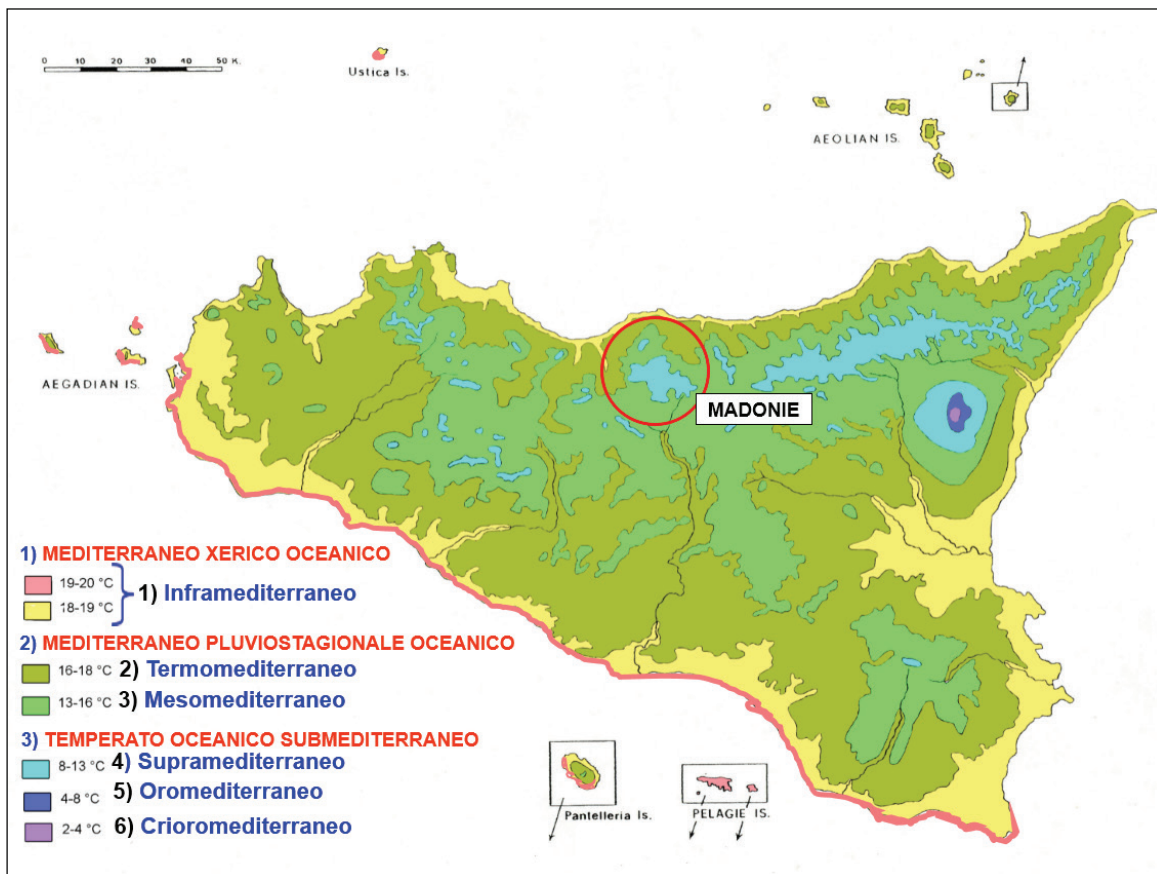 0 10 20 30 40 50 K.
Ustica Is.
AEOLIAN IS.
AEGADIAN IS.
MADONIE
1) MEDITERRANEO XERICO OCEANICO
19-20 °C
18-19 °C
1) Inframediterraneo
2) MEDITERRANEO PLUVIOSTAGIONALE OCEANICO
16-18 °C 2) Termomediterraneo
13-16 °C 3) Mesomediterraneo
3) TEMPERATO OCEANICO SUBMEDITERRANEO
8-13 °C 4) Supramediterraneo
4-8 °C 5) Oromediterraneo
2-4 °C 6) Crioromediterraneo
Pantelleria Is.
PELAGIE IS.